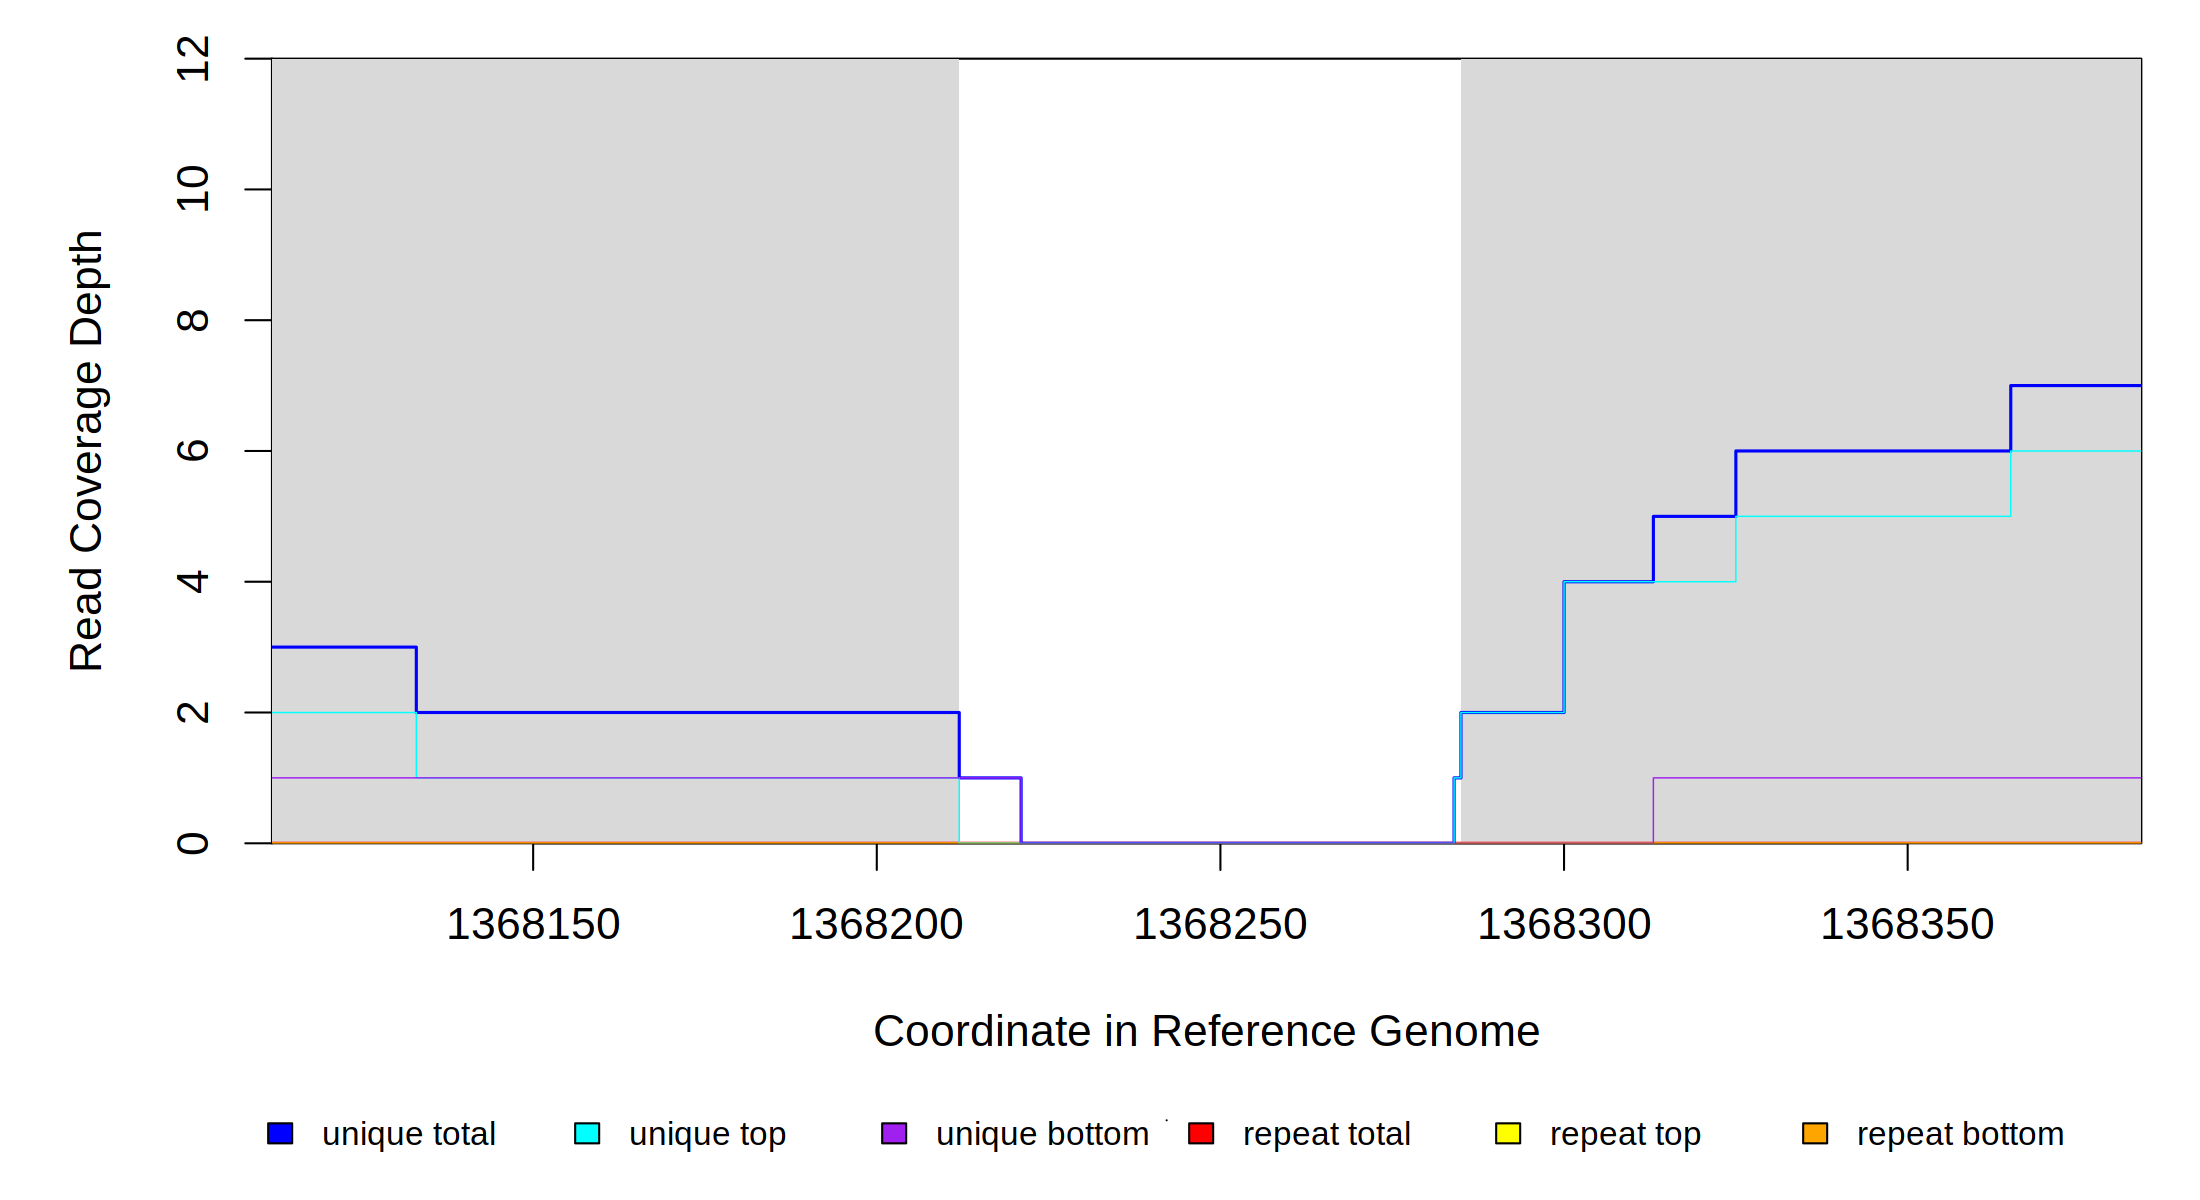 12
10
8
6
4
2
0
Read Coverage Depth
1368150 1368200 1368250 1368300 1368350
Coordinate in Reference Genome
unique total unique top unique bottom repeat total repeat top repeat bottom